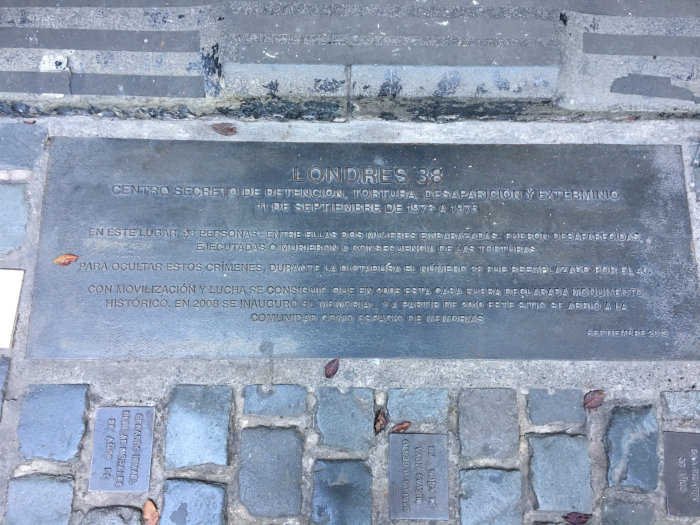 LONDRES 38
CENTRO SECRETO DE DETENCIÓN, TORTURA, DESAPARICIÓN Y EXTERMINIO
11 DE SEPTIEMBRE DE 1973 A 1975
EN ESTE LUGAR, PERSONAS, ENTRE ELLAS DOS MUJERES EMBARAZADAS, FUERON DESAPARECIDAS,
EJECUTADAS O MURIERON A CONSECUENCIA DE LAS TORTURAS.
PARA OCULTAR ESTOS CRÍMENES, DURANTE LA DICTADURA EL NÚMERO 38 FUE REEMPLAZADO POR EL 40.
CON MOVILIZACIÓN Y LUCHA SE CONSIGUIÓ QUE EN 2005 ESTA CASA FUERA DECLARADA MONUMENTO
HISTÓRICO. EN 2008 SE INAUGURÓ EL MEMORIAL, Y A PARTIR DE 2010 ESTE SITIO SE ABRIÓ A LA
COMUNIDAD COMO ESPACIO DE MEMORIAS.
SEPTIEMBRE
27 AÑOS
30 AÑOS